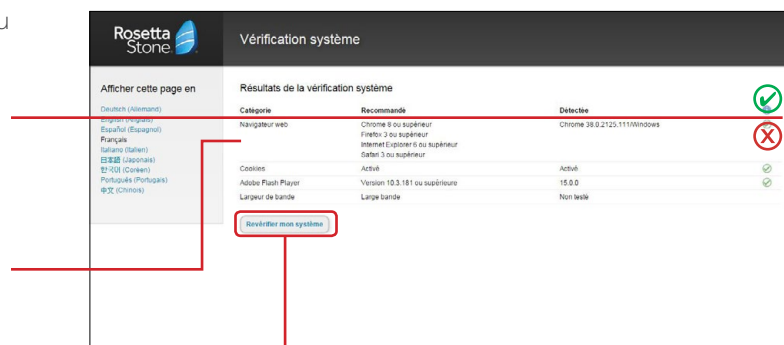 u
Rosetta
Stone
Vérification système
Afficher cette page en
Deutsch (Allemand)
English (Anglais)
Español (Espagnol)
Français
Italiano (Italien)
日本語 (Japonais)
한국어 (Coréen)
Português (Portugais)
中文 (Chinois)
Résultats de la vérification système
Catégorie Recommandé Détectée
Navigateur web Chrome 8 ou supérieur Chrome 38.0.2125.111/Windows
Firefox 3 ou supérieur
Internet Explorer 6 ou supérieur
Safari 3 ou supérieur
Cookies Activé Activé
Adobe Flash Player Version 10.3.181 ou supérieure 15.0.0
Largeur de bande Large bande Non testé
Revérifier mon système